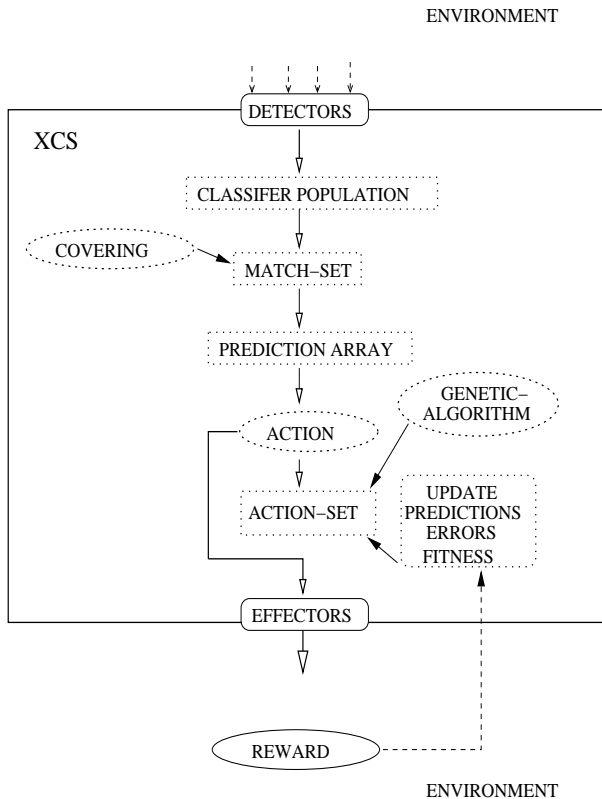 ENVIRONMENT
DETECTORS
XCS
CLASSIFER POPULATION
COVERING
MATCH−SET
PREDICTION ARRAY
GENETIC−
ALGORITHM
ACTION
UPDATE
PREDICTIONS
ERRORS
FITNESS
ACTION−SET
EFFECTORS
REWARD
ENVIRONMENT